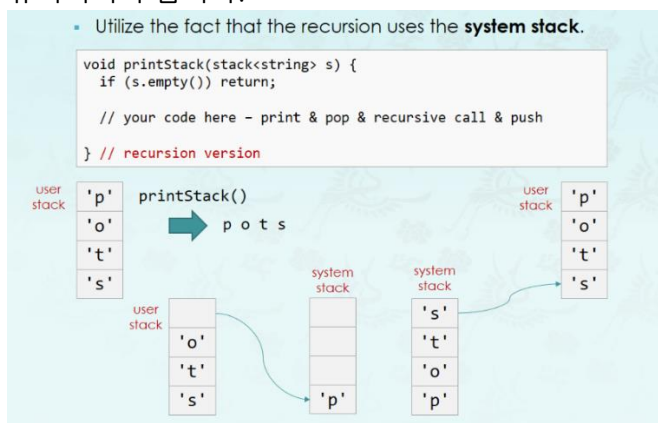 ▪ Utilize the fact that the recursion uses the system stack.
void printStack(stack<string> s) {
if (s.empty()) return;
// your code here – print & pop & recursive call & push
} // recursion version
user
stack
'p'
'o'
't'
's'
printStack()
p o t s
user
stack
'p'
'o'
't'
's'
user
stack
'o'
't'
's'
system
stack
'p'
system
stack
's'
't'
'o'
'p'